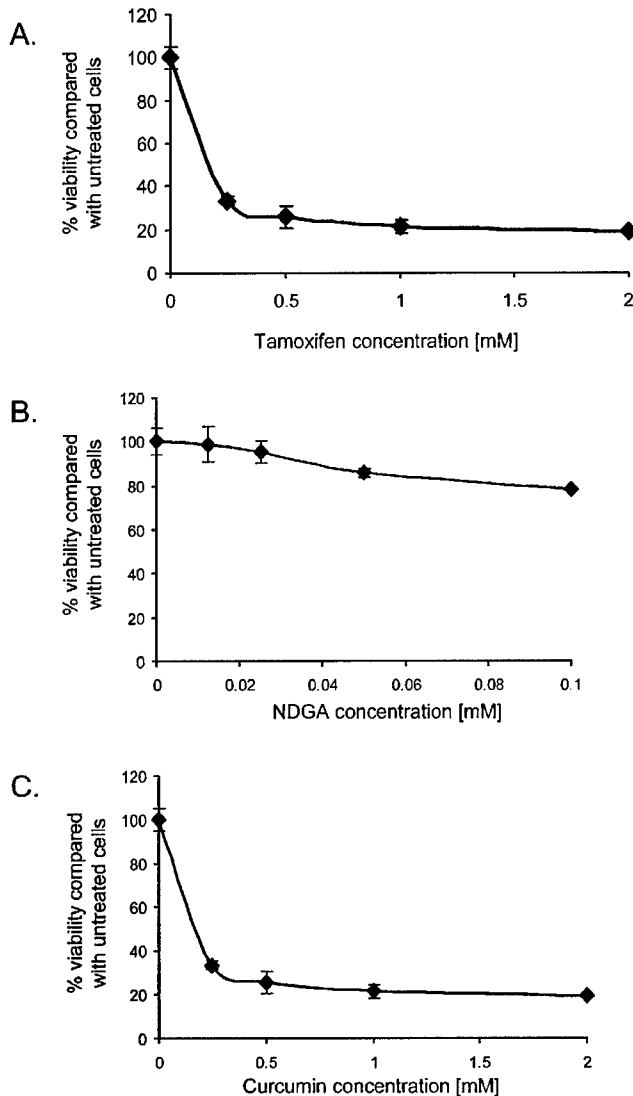 A.
% viability compared
with untreated cells
120
100
80
60
40
20
0
0 0.5 1 1.5 2
Tamoxifen concentration [mM]
B.
% viability compared
with untreated cells
120
100
80
60
40
20
0
0 0.02 0.04 0.06 0.08 0.1
NDGA concentration [mM]
C.
% viability compared
with untreated cells
120
100
80
60
40
20
0
0 0.5 1 1.5 2
Curcumin concentration [mM]